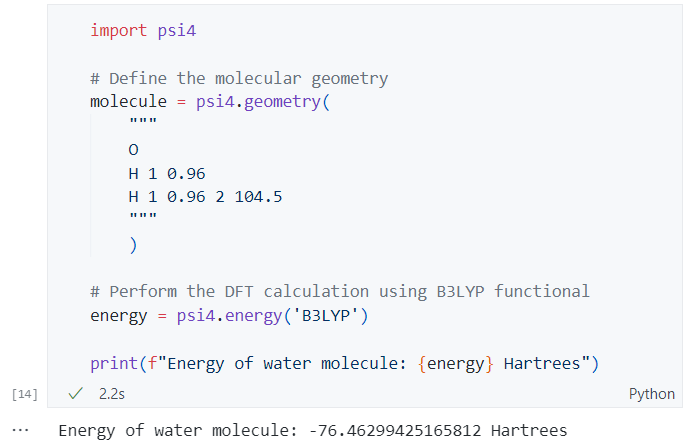 import psi4
# Define the molecular geometry
molecule = psi4.geometry(
"""
O
H 1 0.96
H 1 0.96 2 104.5
"""
)
# Perform the DFT calculation using B3LYP functional
energy = psi4.energy('B3LYP')
print(f"Energy of water molecule: {energy} Hartrees")
[14] ✓ 2.2s Python
··· Energy of water molecule: -76.46299425165812 Hartrees